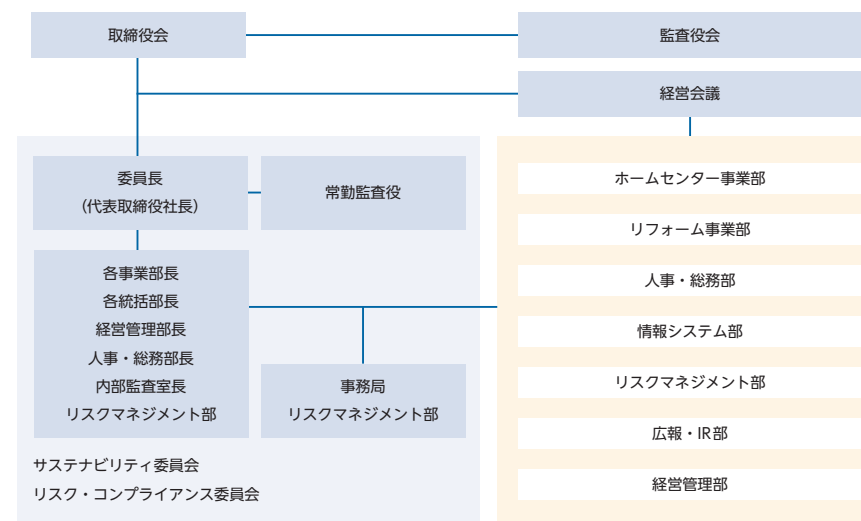 取締役会
監査役会
経営会議
委員長
（代表取締役社長）
常勤監査役
各事業部長
各統括部長
経営管理部長
人事・総務部長
内部監査室長
リスクマネジメント部
事務局
リスクマネジメント部
サステナビリティ委員会
リスク・コンプライアンス委員会
ホームセンター事業部
リフォーム事業部
人事・総務部
情報システム部
リスクマネジメント部
広報・IR部
経営管理部